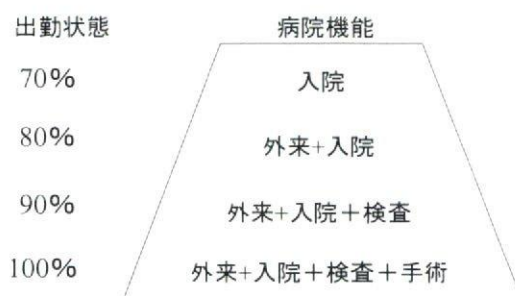 出勤状態 病院機能
70% 入院
80% 外来+入院
90% 外来+入院＋検査
100% 外来+入院＋検査＋手術